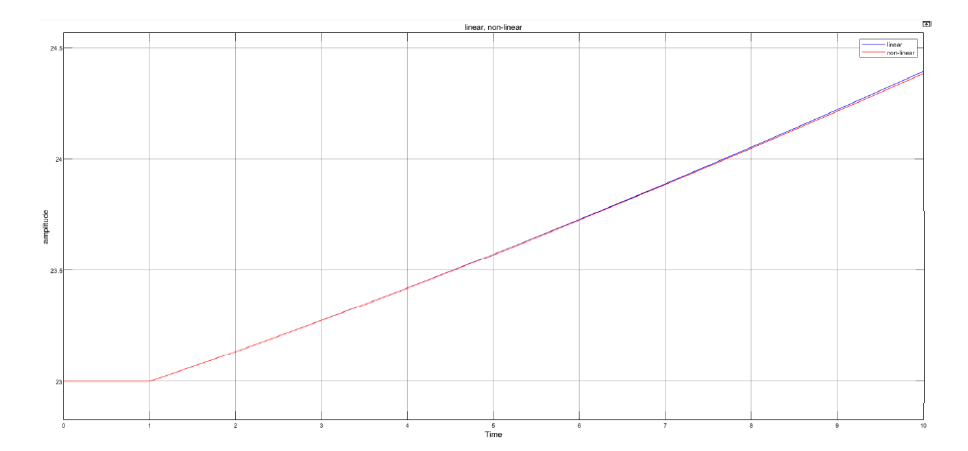 linear, non-linear
linear
non-linear
24.5
24
23.5
23
amplitude
0 1 2 3 4 5 6 7 8 9 10
Time